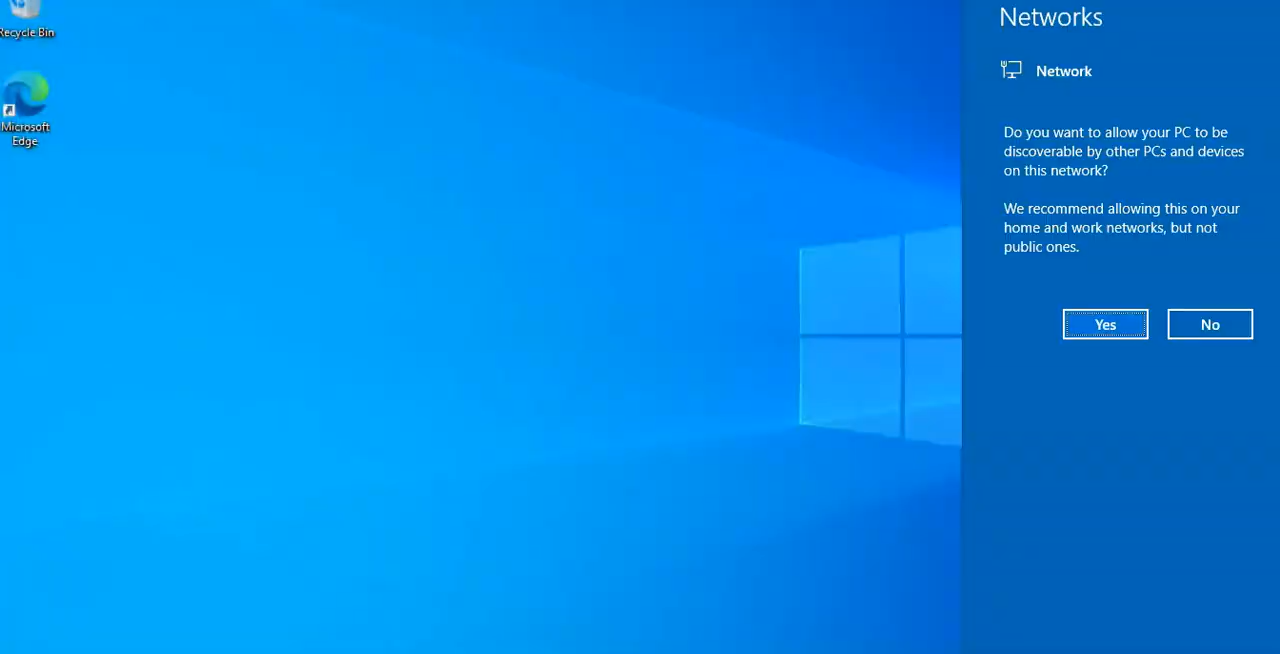 Networks
Network
Do you want to allow your PC to be
discoverable by other PCs and devices
on this network?
We recommend allowing this on your
home and work networks, but not
public ones.
Yes
No
Recycle Bin
Microsoft
Edge